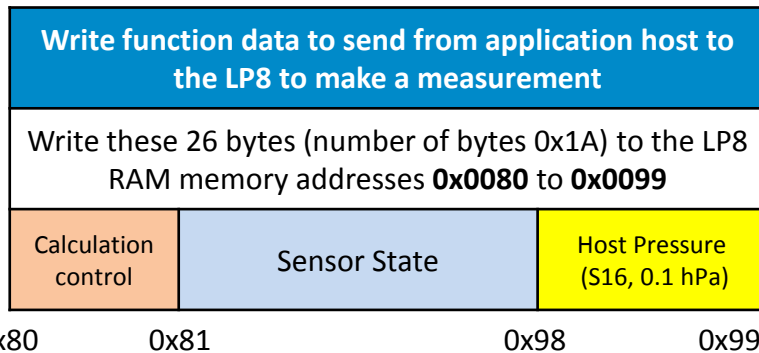 Write function data to send from application host to
the LP8 to make a measurement
Write these 26 bytes (number of bytes 0x1A) to the LP8
RAM memory addresses 0x0080 to 0x0099
Calculation
control
Sensor State
Host Pressure
(S16, 0.1 hPa)
x80 0x81 0x98 0x99